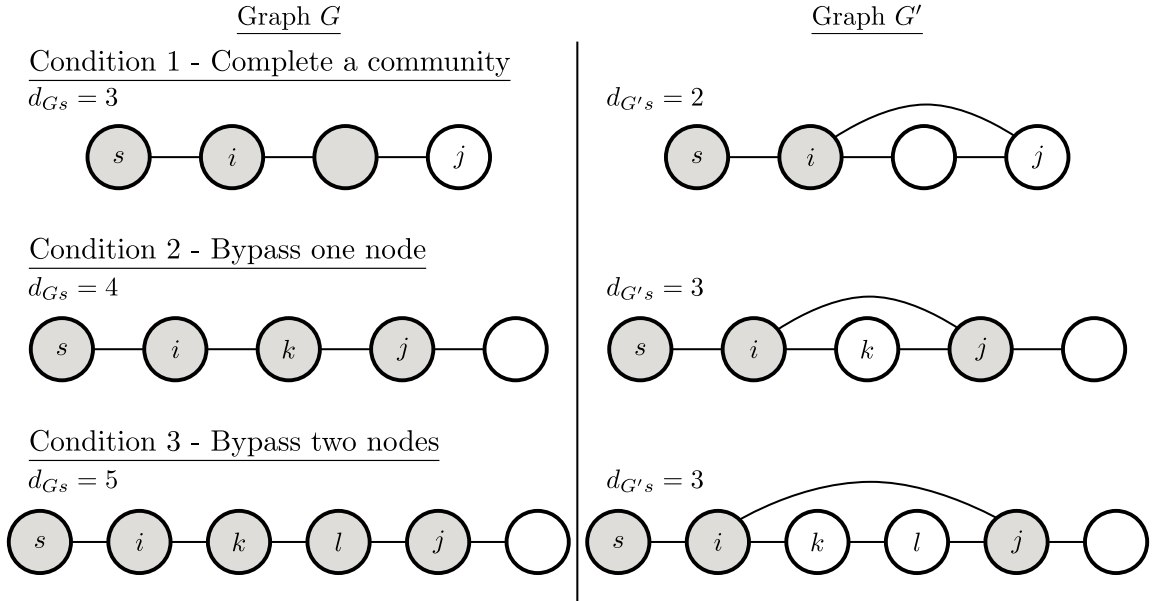 Graph G
Graph G′
Condition 1 - Complete a community
d_{Gs} = 3
d_{G′s} = 2
s i j
s i j
Condition 2 - Bypass one node
d_{Gs} = 4
d_{G′s} = 3
s i k j
s i k j
Condition 3 - Bypass two nodes
d_{Gs} = 5
d_{G′s} = 3
s i k l j
s i k l j